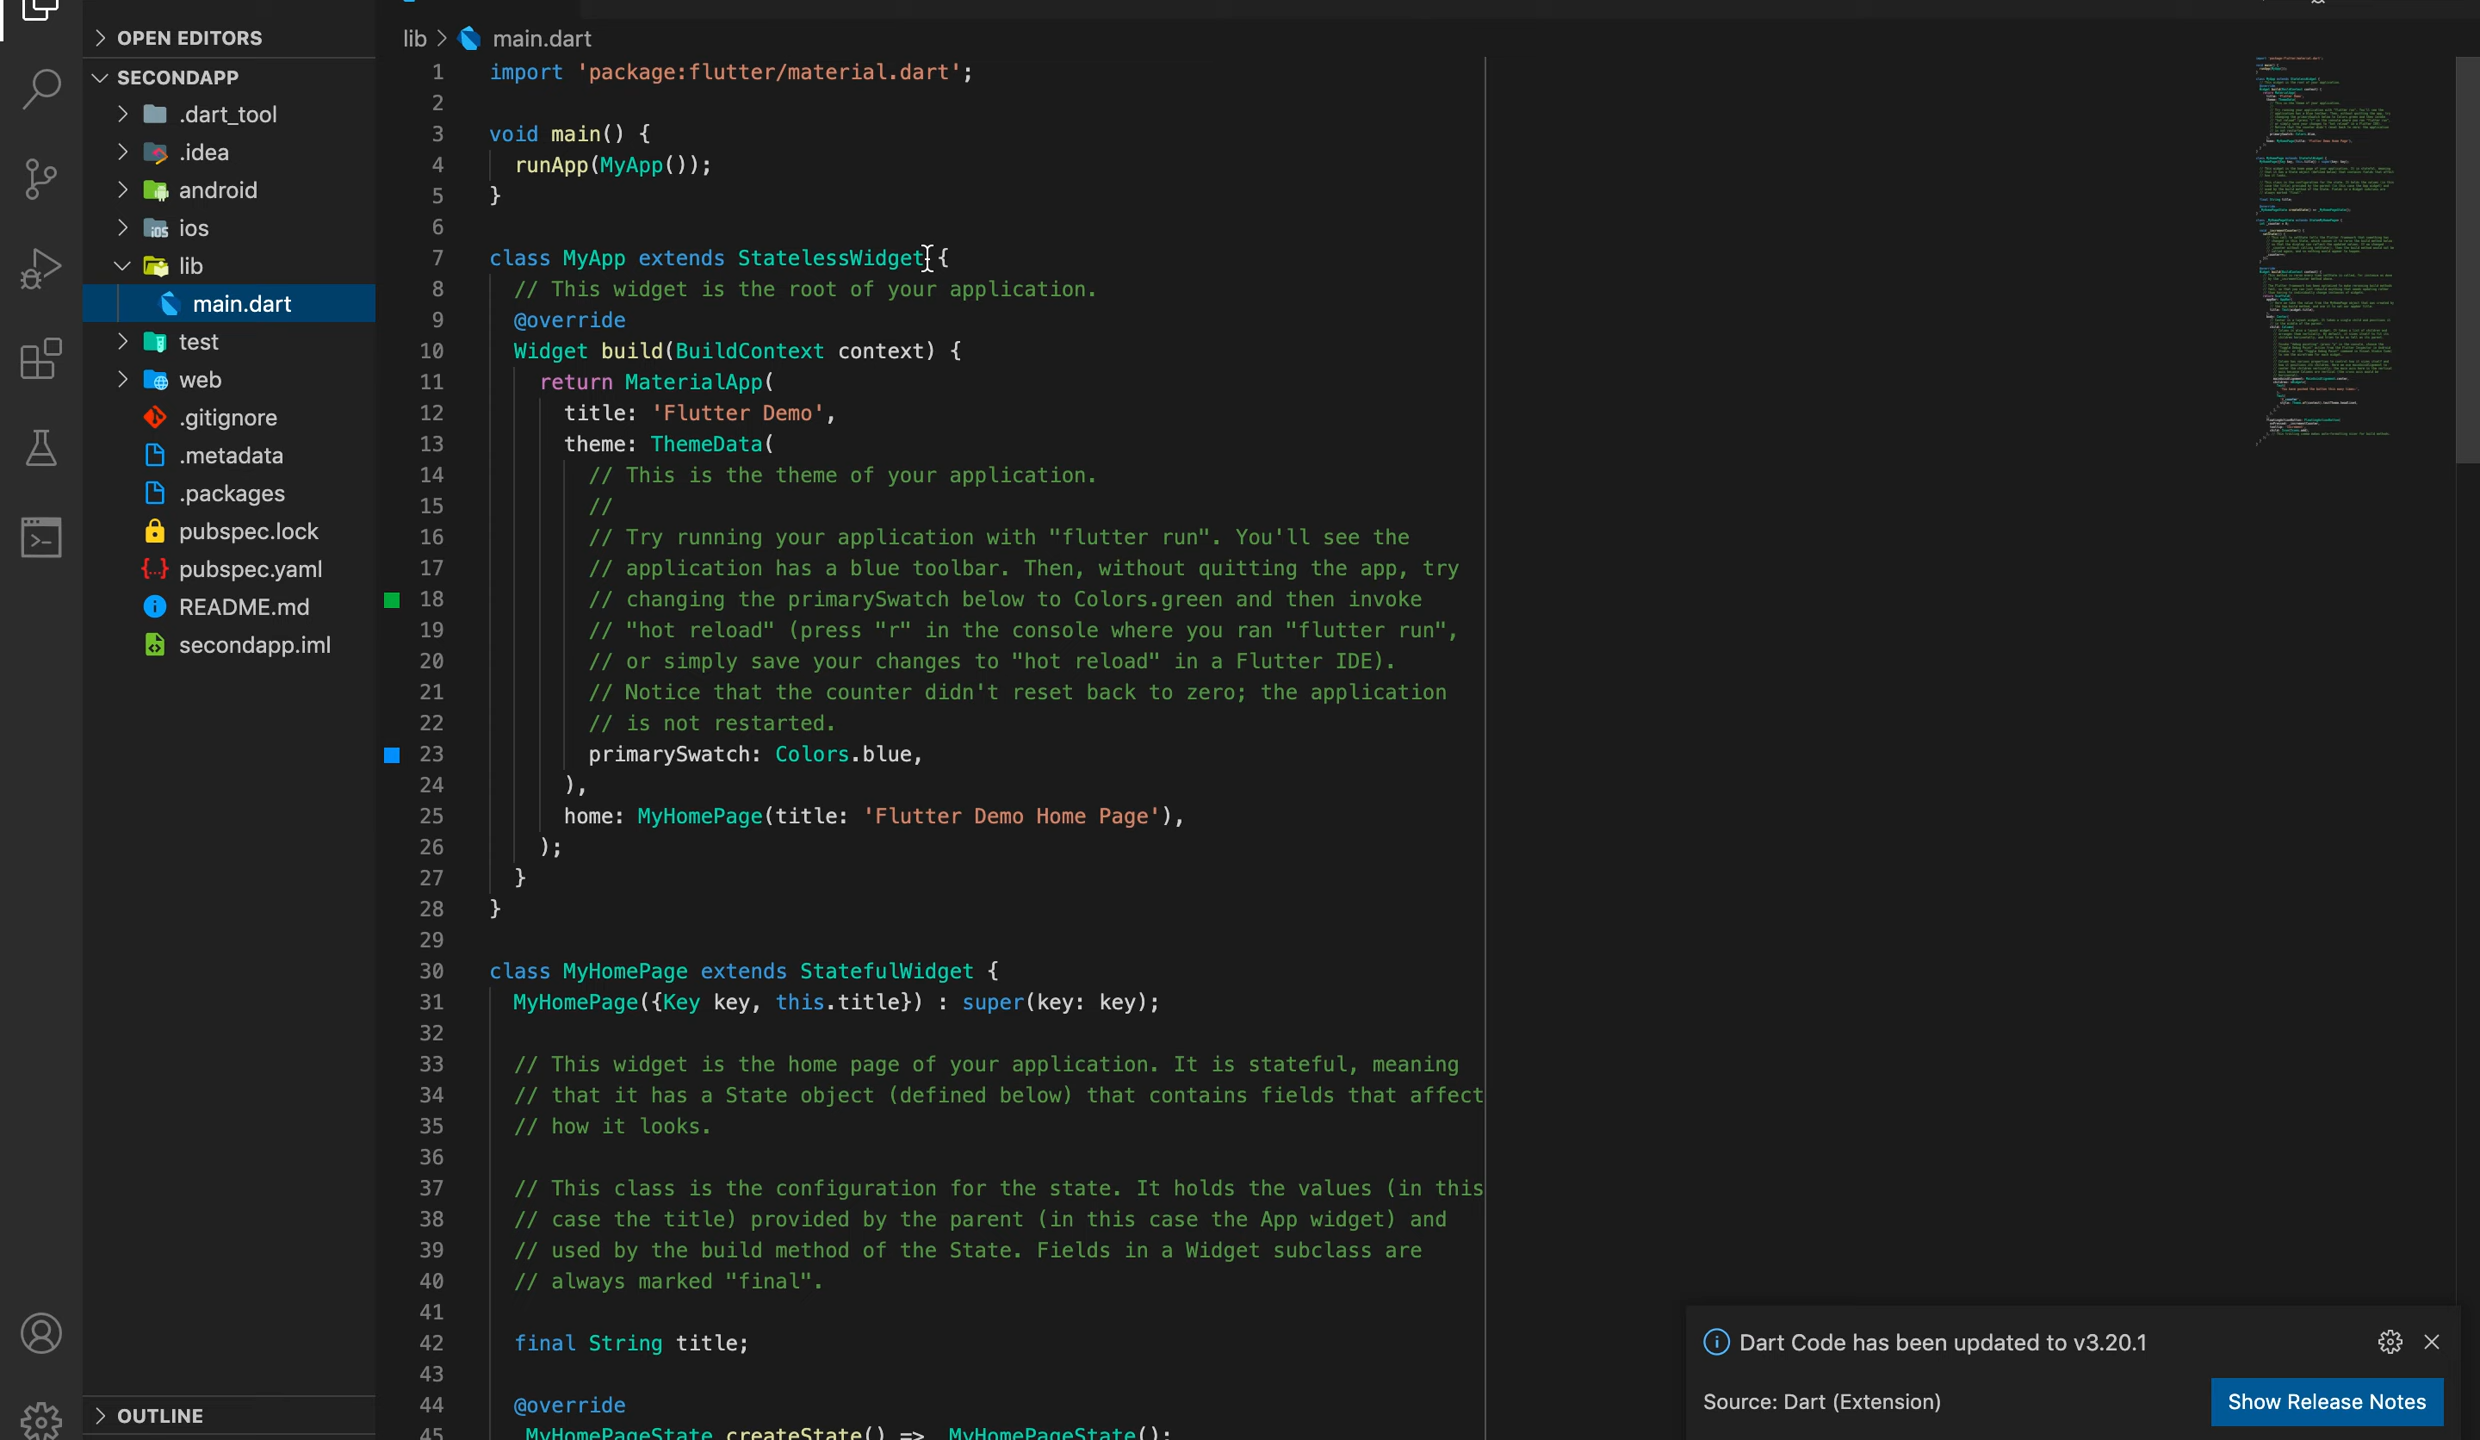 OPEN EDITORS
SECONDAPP
.dart_tool
.idea
android
ios
lib
main.dart
test
web
.gitignore
.metadata
.packages
pubspec.lock
pubspec.yaml
README.md
secondapp.iml
OUTLINE
lib > main.dart
1 import 'package:flutter/material.dart';
2
3 void main() {
4 runApp(MyApp());
5 }
6
7 class MyApp extends StatelessWidget {
8 // This widget is the root of your application.
9 @override
10 Widget build(BuildContext context) {
11 return MaterialApp(
12 title: 'Flutter Demo',
13 theme: ThemeData(
14 // This is the theme of your application.
15 //
16 // Try running your application with "flutter run". You'll see the
17 // application has a blue toolbar. Then, without quitting the app, try
18 // changing the primarySwatch below to Colors.green and then invoke
19 // "hot reload" (press "r" in the console where you ran "flutter run",
20 // or simply save your changes to "hot reload" in a Flutter IDE).
21 // Notice that the counter didn't reset back to zero; the application
22 // is not restarted.
23 primarySwatch: Colors.blue,
24 ),
25 home: MyHomePage(title: 'Flutter Demo Home Page'),
26 );
27 }
28 }
29
30 class MyHomePage extends StatefulWidget {
31 MyHomePage({Key key, this.title}) : super(key: key);
32
33 // This widget is the home page of your application. It is stateful, meaning
34 // that it has a State object (defined below) that contains fields that affect
35 // how it looks.
36
37 // This class is the configuration for the state. It holds the values (in this
38 // case the title) provided by the parent (in this case the App widget) and
39 // used by the build method of the State. Fields in a Widget subclass are
40 // always marked "final".
41
42 final String title;
43
44 @override
45 _MyHomePageState createState() => _MyHomePageState();
Dart Code has been updated to v3.20.1
Source: Dart (Extension)
Show Release Notes